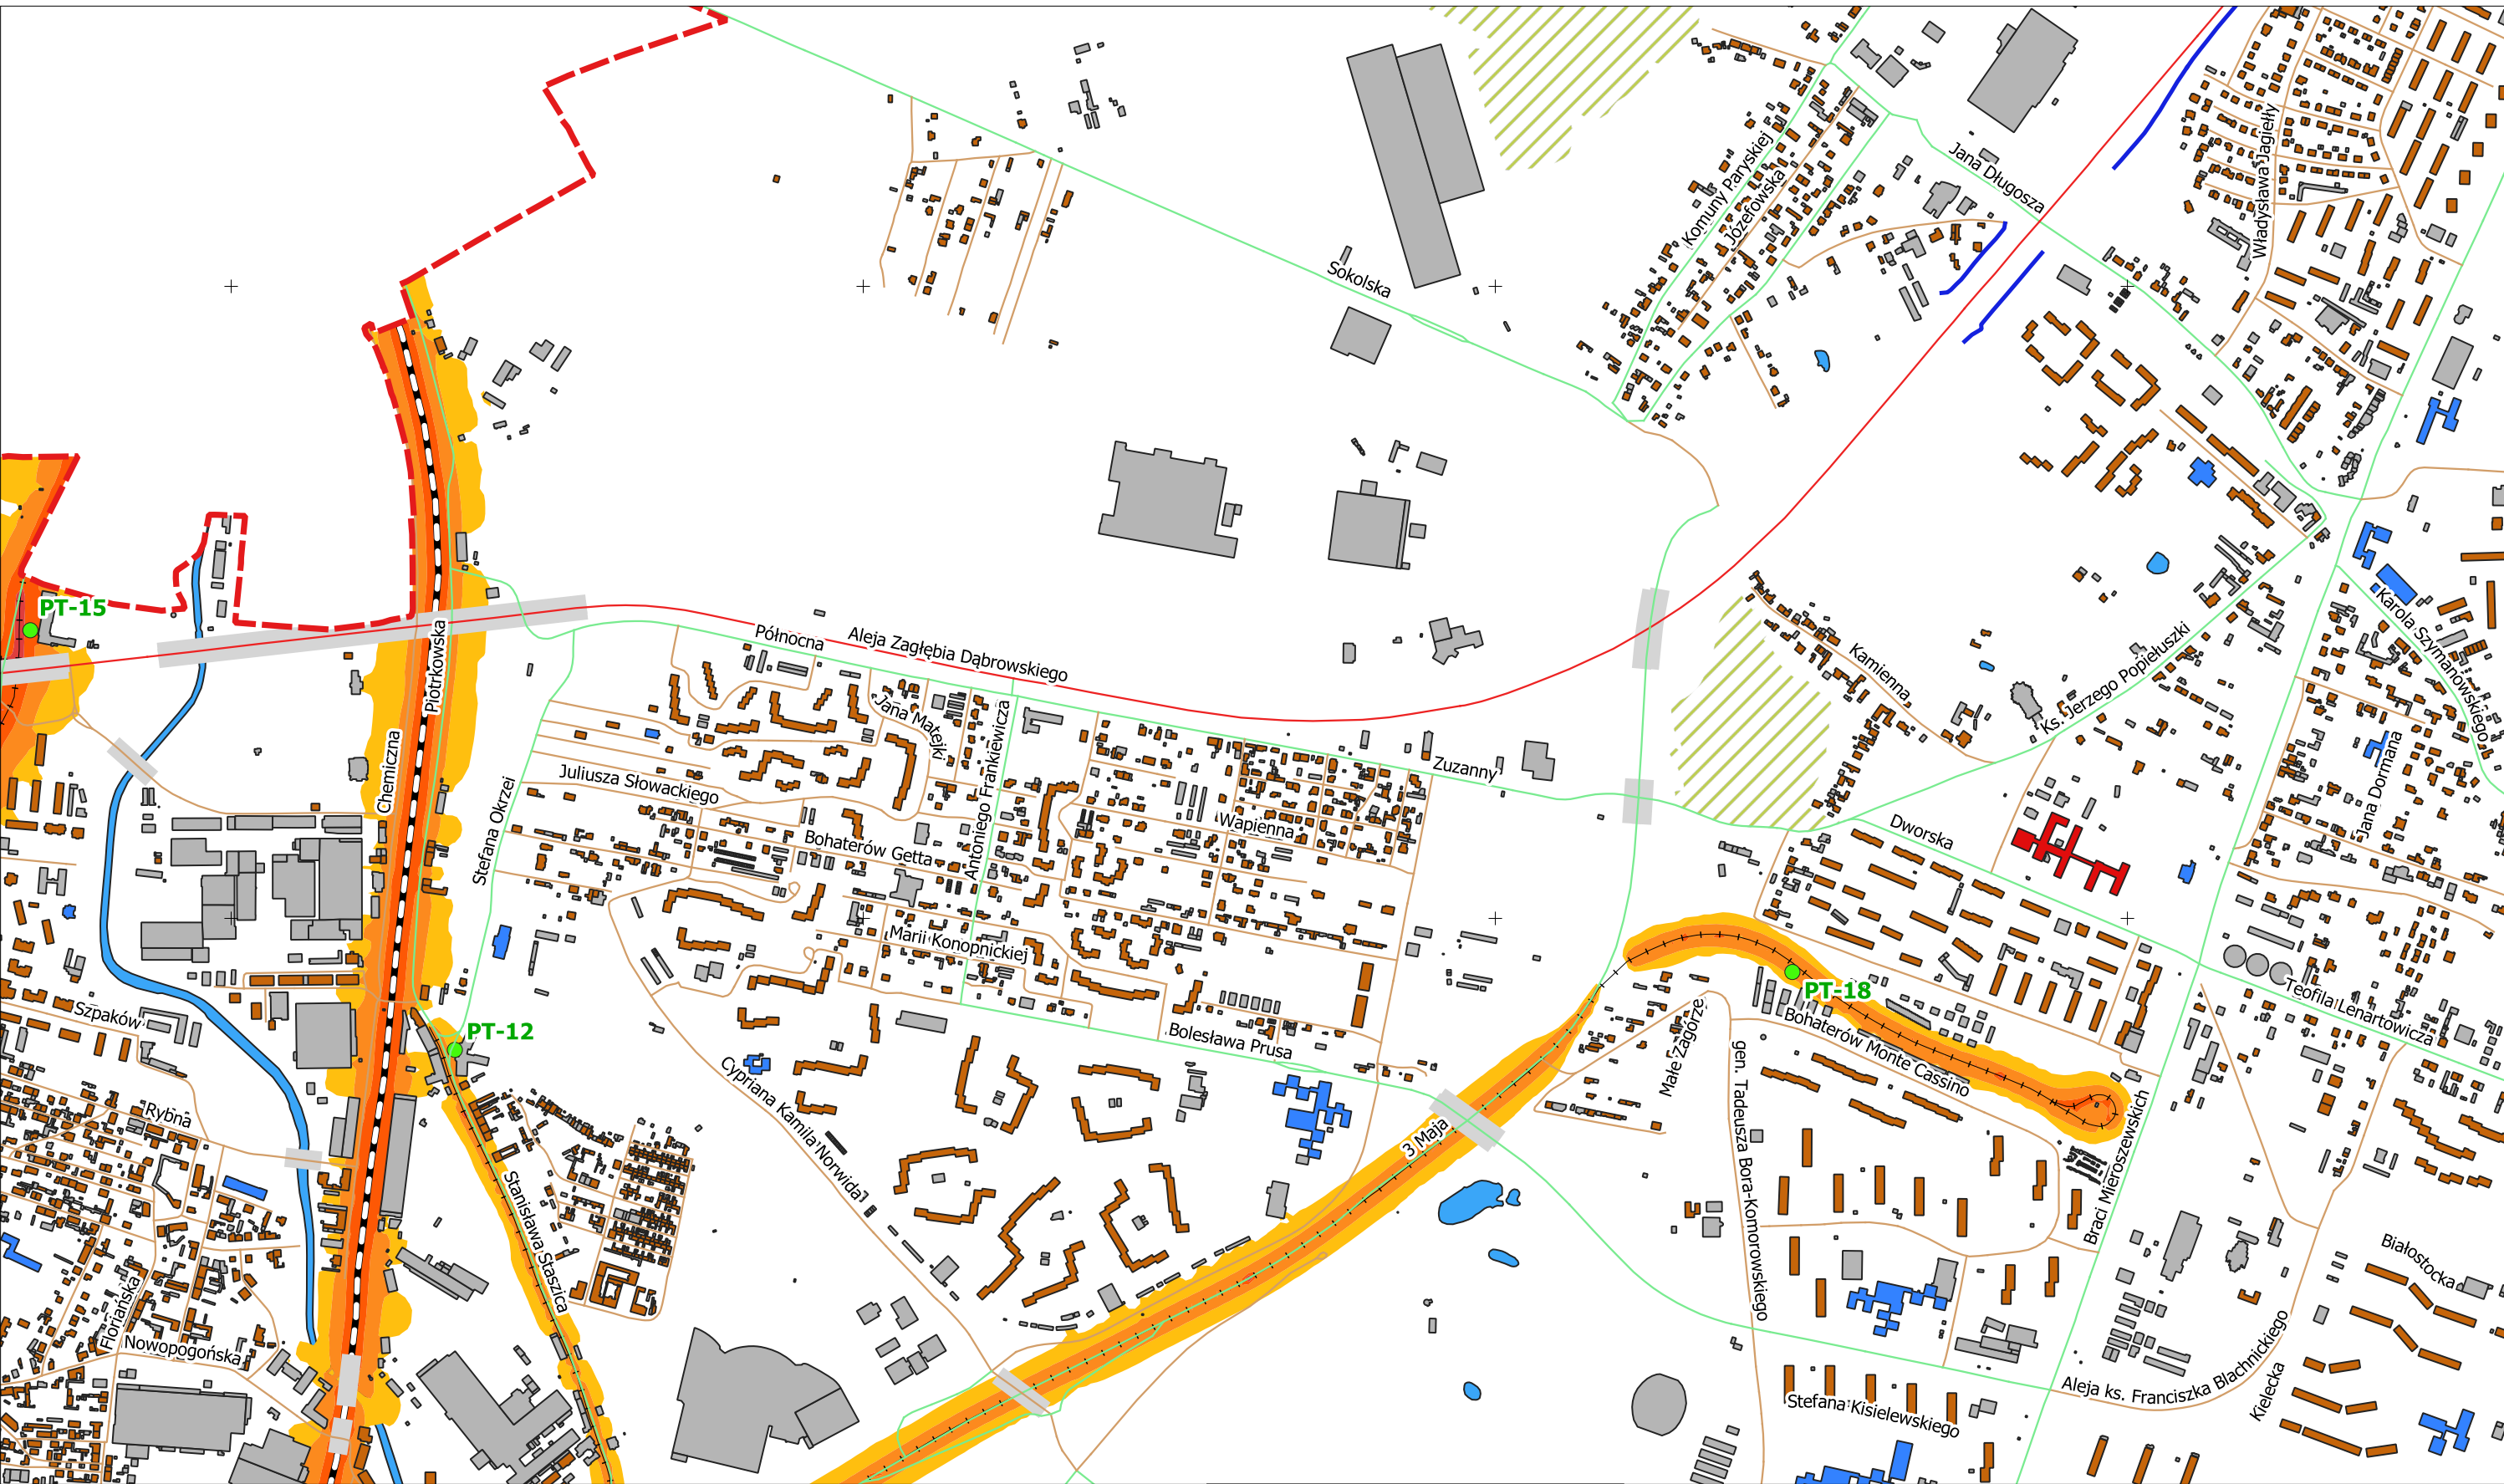 Komuny Paryskiej
Józefowska
Jana Długosza
Władysława Jagiełły
Sokolska
PT-15
Piotrkowska
Chemiczna
Północna
Aleja Zagłębia Dąbrowskiego
Jana Matejki
Antoniego Frankiewicza
Juliusza Słowackiego
Stefana Okrzei
Bohaterów Getta
Wapienna
Zuzanny
Kamienna
Ks. Jerzego Popiełuszki
Karola Szymanowskiego
Jana Dormana
Dworska
Marii Konopnickiej
PT-18
Teofila Lenartowicza
Szpaków
PT-12
Bolesława Prusa
Małe Zagórze
Bohaterów Monte Cassino
Cypriana Kamila Norwida
gen. Tadeusza Bora-Komorowskiego
Rybna
3 Maja
Braci Mieroszewskich
Stanisława Staszica
Floriańska
Nowopogońska
Białostocka
Aleja ks. Franciszka Blachnickiego
Kielecka
Stefana Kisielewskiego